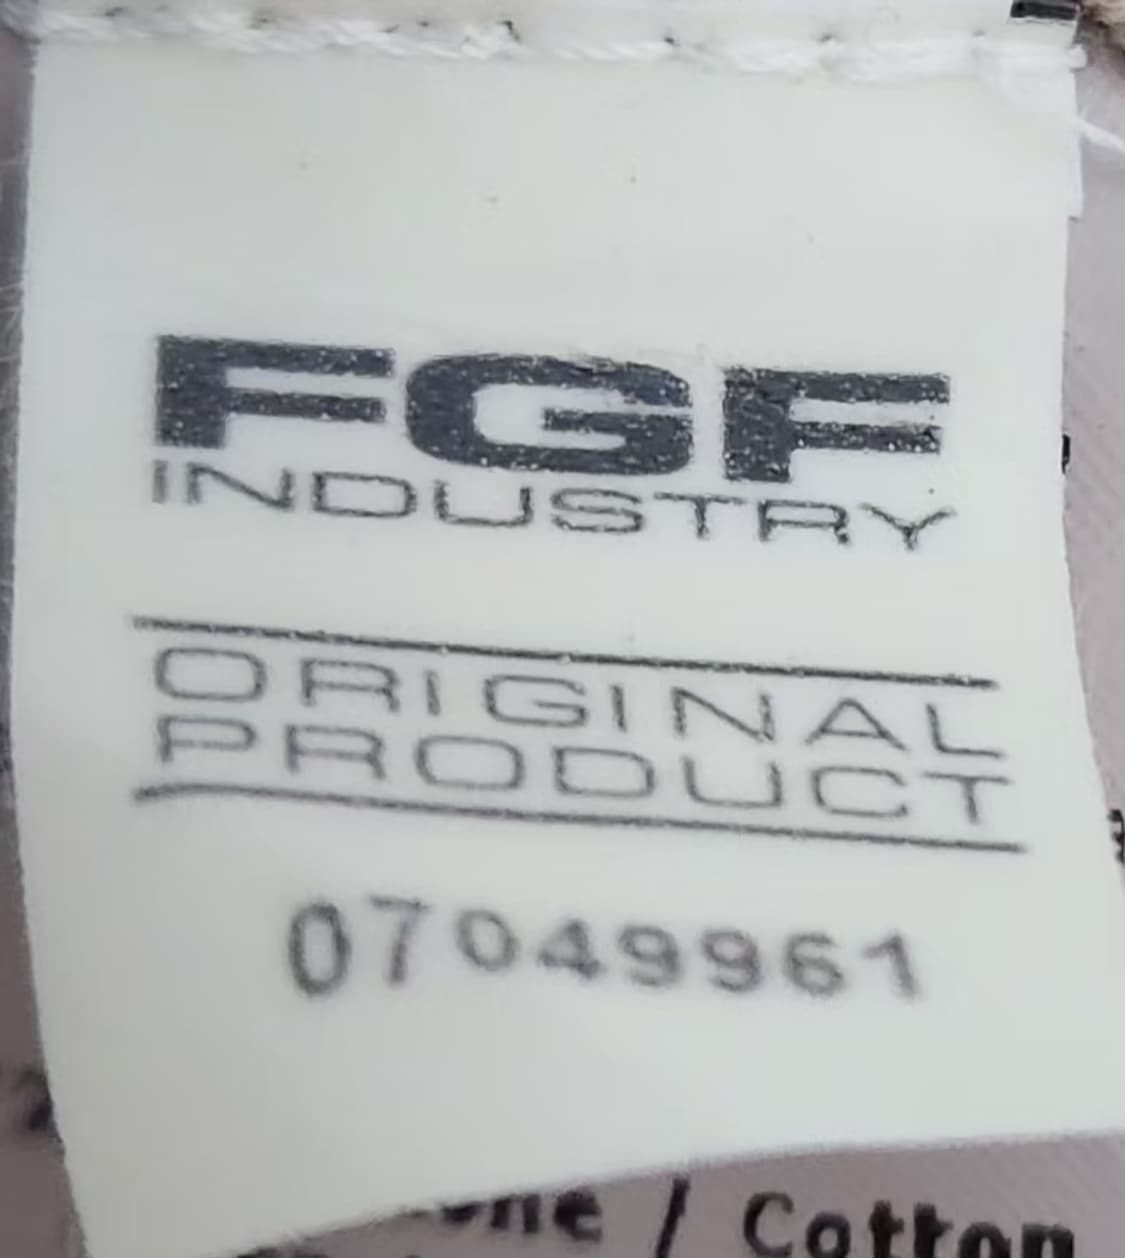 FGF
INDUSTRY
ORIGINAL
PRODUCT
07049961
/ Cotton